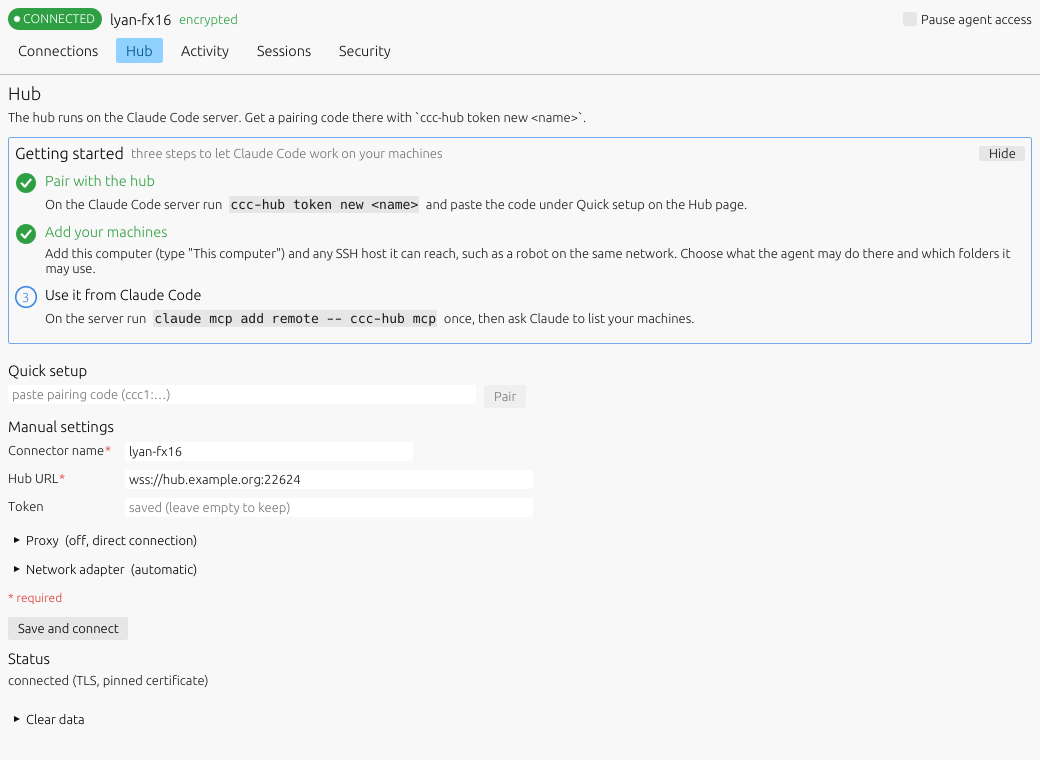 CONNECTED lyan-fx16 encrypted Pause agent access
Connections Hub Activity Sessions Security
Hub
The hub runs on the Claude Code server. Get a pairing code there with `ccc-hub token new <name>`.
Getting started three steps to let Claude Code work on your machines Hide
Pair with the hub
On the Claude Code server run ccc-hub token new <name> and paste the code under Quick setup on the Hub page.
Add your machines
Add this computer (type "This computer") and any SSH host it can reach, such as a robot on the same network. Choose what the agent may do there and which folders it
may use.
3 Use it from Claude Code
On the server run claude mcp add remote -- ccc-hub mcp once, then ask Claude to list your machines.
Quick setup
paste pairing code (ccc1:…) Pair
Manual settings
Connector name* lyan-fx16
Hub URL* wss://hub.example.org:22624
Token saved (leave empty to keep)
Proxy (off, direct connection)
Network adapter (automatic)
* required
Save and connect
Status
connected (TLS, pinned certificate)
Clear data